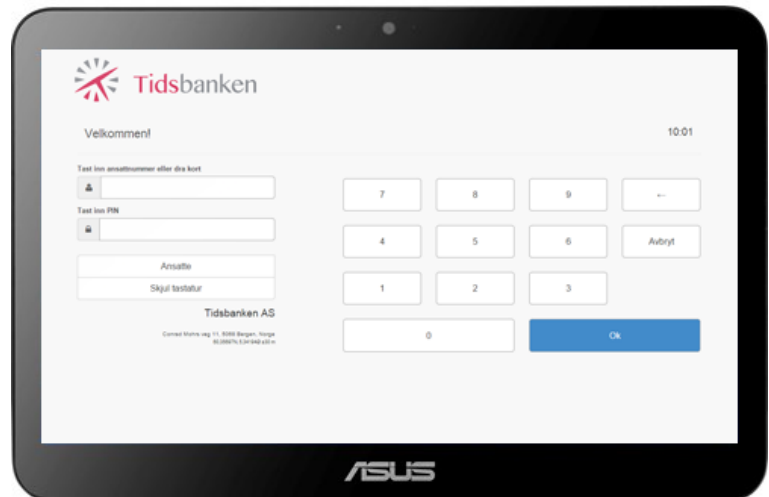 Tidsbanken
Velkommen!
10:01
Tast inn ansattnummer eller dra kort
Tast inn PIN
Ansatte
Skjul tastatur
Tidsbanken AS
7 8 9 ←
4 5 6 Avbryt
1 2 3
0 Ok
ASUS